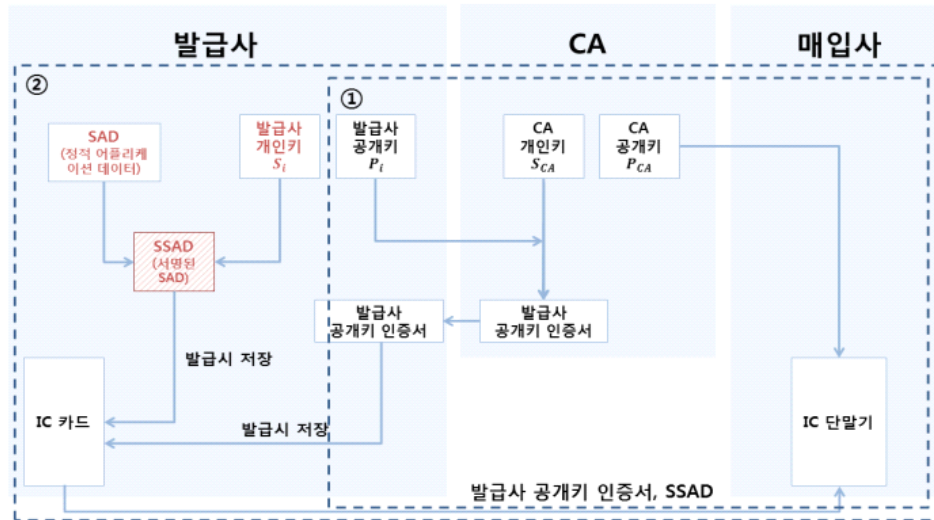 발급사
CA
매입사
②
①
SAD
(정적 어플리케
이션 데이터)
발급사
개인키
S_i
발급사
공개키
P_i
CA
개인키
S_CA
CA
공개키
P_CA
SSAD
(서명된
SAD)
발급사
공개키 인증서
발급사
공개키 인증서
발급시 저장
IC 카드
발급시 저장
IC 단말기
발급사 공개키 인증서, SSAD